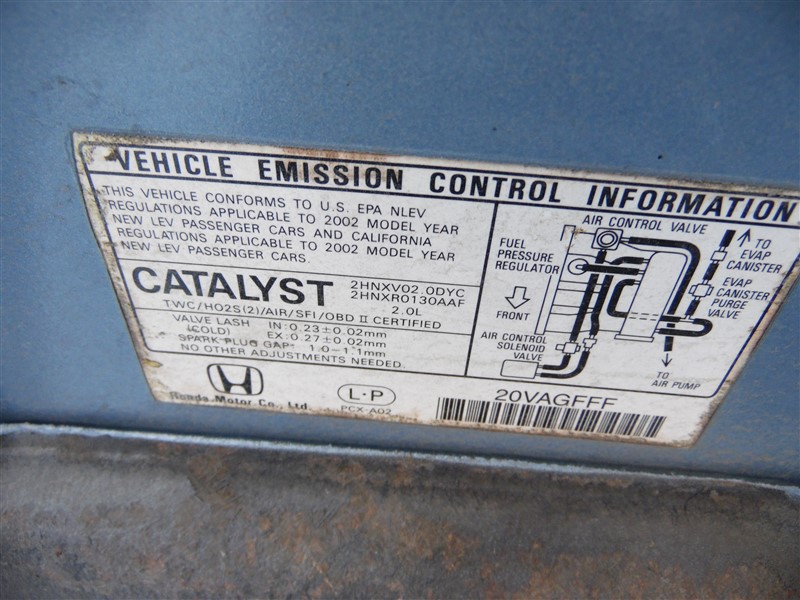 VEHICLE EMISSION CONTROL INFORMATION
THIS VEHICLE CONFORMS TO U.S. EPA NLEV
REGULATIONS APPLICABLE TO 2002 MODEL YEAR
NEW LEV PASSENGER CARS AND CALIFORNIA
REGULATIONS APPLICABLE TO 2002 MODEL YEAR
NEW LEV PASSENGER CARS.
CATALYST
2HNXV02.0DYC
2HNXR0130AAF
2.0L
TWC/HO2S(2)/AIR/SFI/OBD II CERTIFIED
VALVE LASH IN:0.23±0.02mm
(COLD) EX:0.27±0.02mm
SPARK PLUG GAP: 1.0-1.1mm
NO OTHER ADJUSTMENTS NEEDED.
Honda Motor Co., Ltd.
L·P
PCX-A02
AIR CONTROL VALVE
FUEL
PRESSURE
REGULATOR
FRONT
AIR CONTROL
SOLENOID
VALVE
TO
EVAP
CANISTER
EVAP
CANISTER
PURGE
VALVE
TO
AIR PUMP
20VAGFFF